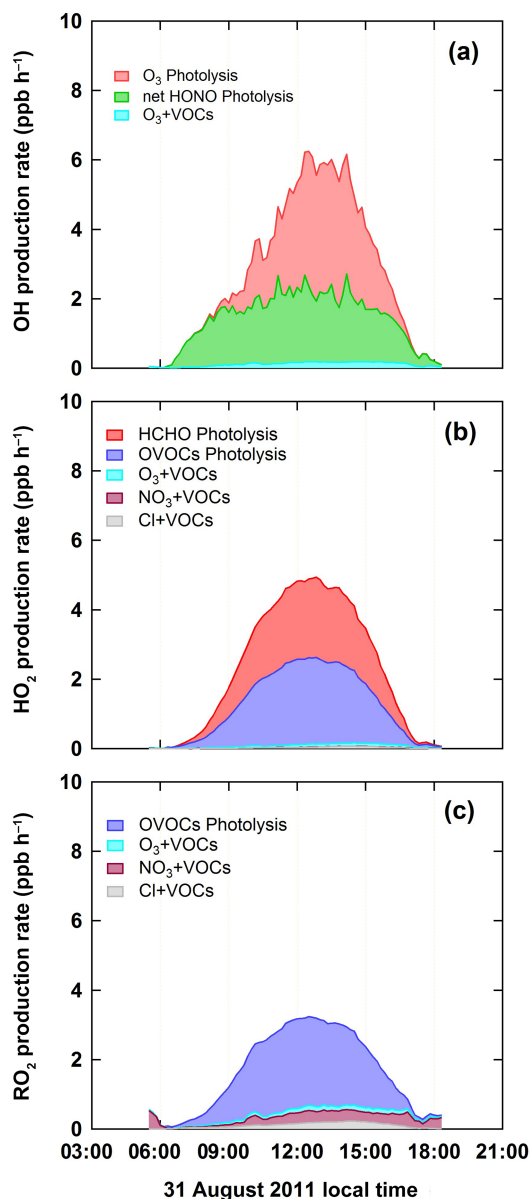 10
(a)
O₃ Photolysis
net HONO Photolysis
O₃+VOCs
8
6
4
2
0
OH production rate (ppb h⁻¹)
10
(b)
HCHO Photolysis
OVOCs Photolysis
O₃+VOCs
NO₃+VOCs
Cl+VOCs
8
6
4
2
0
HO₂ production rate (ppb h⁻¹)
10
(c)
OVOCs Photolysis
O₃+VOCs
NO₃+VOCs
Cl+VOCs
8
6
4
2
0
RO₂ production rate (ppb h⁻¹)
03:00 06:00 09:00 12:00 15:00 18:00 21:00
31 August 2011 local time